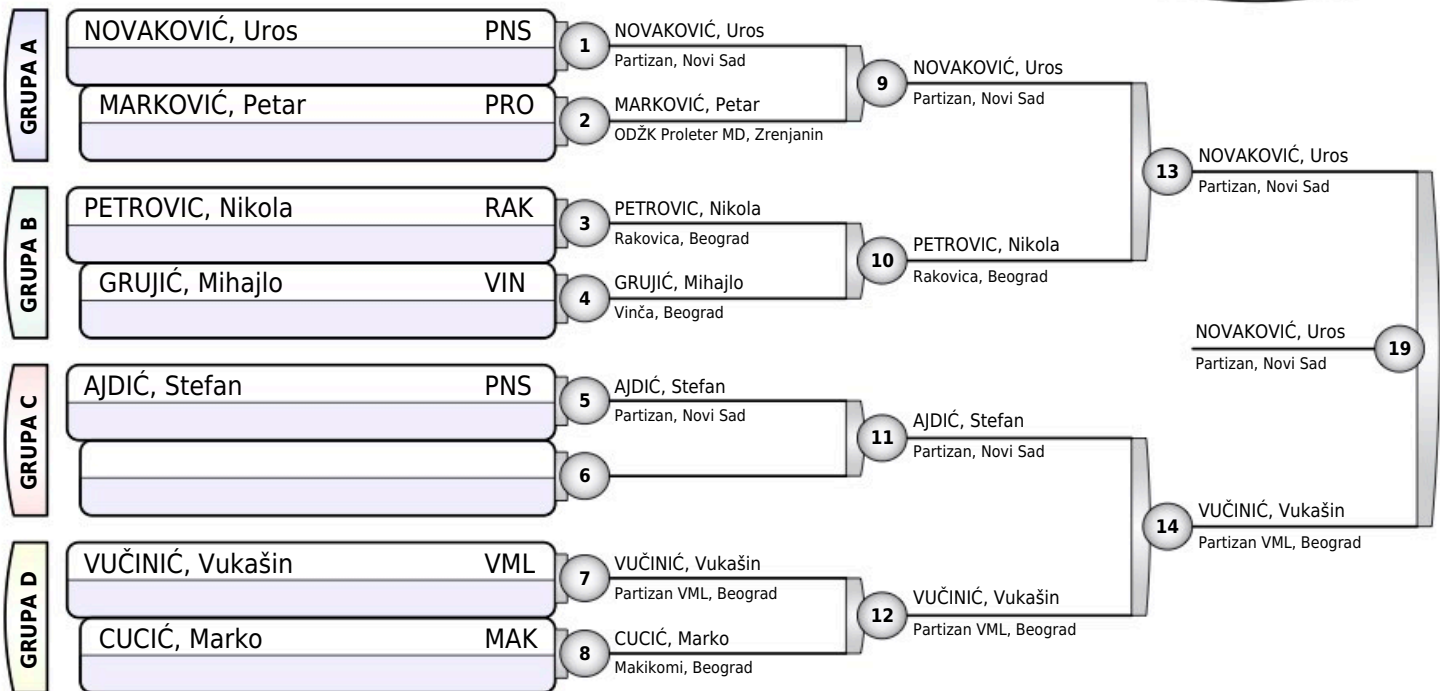 GRUPA A
NOVAKOVIĆ, Uros PNS
MARKOVIĆ, Petar PRO
1
NOVAKOVIĆ, Uros
Partizan, Novi Sad
2
MARKOVIĆ, Petar
ODŽK Proleter MD, Zrenjanin
9
NOVAKOVIĆ, Uros
Partizan, Novi Sad
GRUPA B
PETROVIC, Nikola RAK
GRUJIĆ, Mihajlo VIN
3
PETROVIC, Nikola
Rakovica, Beograd
4
GRUJIĆ, Mihajlo
Vinča, Beograd
10
PETROVIC, Nikola
Rakovica, Beograd
13
NOVAKOVIĆ, Uros
Partizan, Novi Sad
GRUPA C
AJDIĆ, Stefan PNS
5
AJDIĆ, Stefan
Partizan, Novi Sad
6
11
AJDIĆ, Stefan
Partizan, Novi Sad
GRUPA D
VUČINIĆ, Vukašin VML
CUCIĆ, Marko MAK
7
VUČINIĆ, Vukašin
Partizan VML, Beograd
8
CUCIĆ, Marko
Makikomi, Beograd
12
VUČINIĆ, Vukašin
Partizan VML, Beograd
14
VUČINIĆ, Vukašin
Partizan VML, Beograd
NOVAKOVIĆ, Uros
Partizan, Novi Sad
19